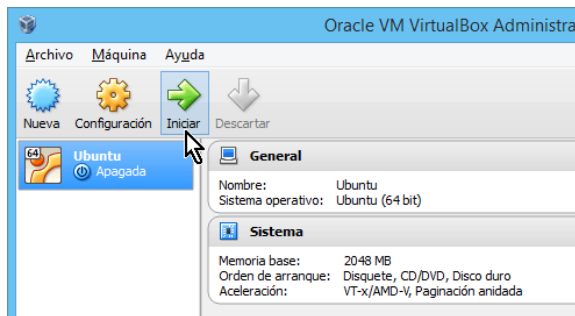 Oracle VM VirtualBox Administra
Archivo Máquina Ayuda
Nueva Configuración Iniciar Descartar
64 Ubuntu
Apagada
General
Nombre: Ubuntu
Sistema operativo: Ubuntu (64 bit)
Sistema
Memoria base: 2048 MB
Orden de arranque: Disquete, CD/DVD, Disco duro
Aceleración: VT-x/AMD-V, Paginación anidada